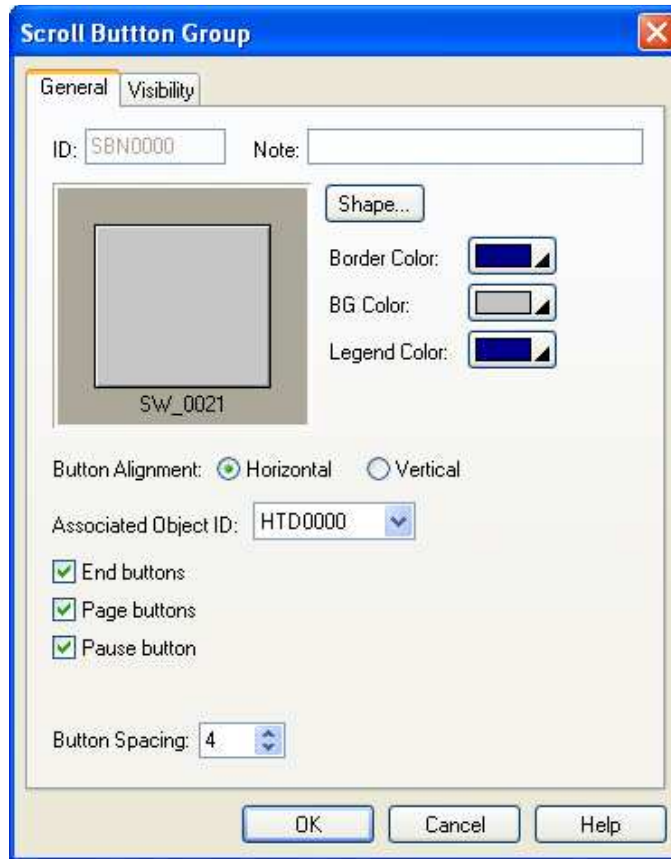 Scroll Buttton Group
General Visibility
ID: SBN0000 Note:
Shape...
Border Color:
BG Color:
Legend Color:
SW_0021
Button Alignment: Horizontal Vertical
Associated Object ID: HTD0000
End buttons
Page buttons
Pause button
Button Spacing: 4
OK Cancel Help